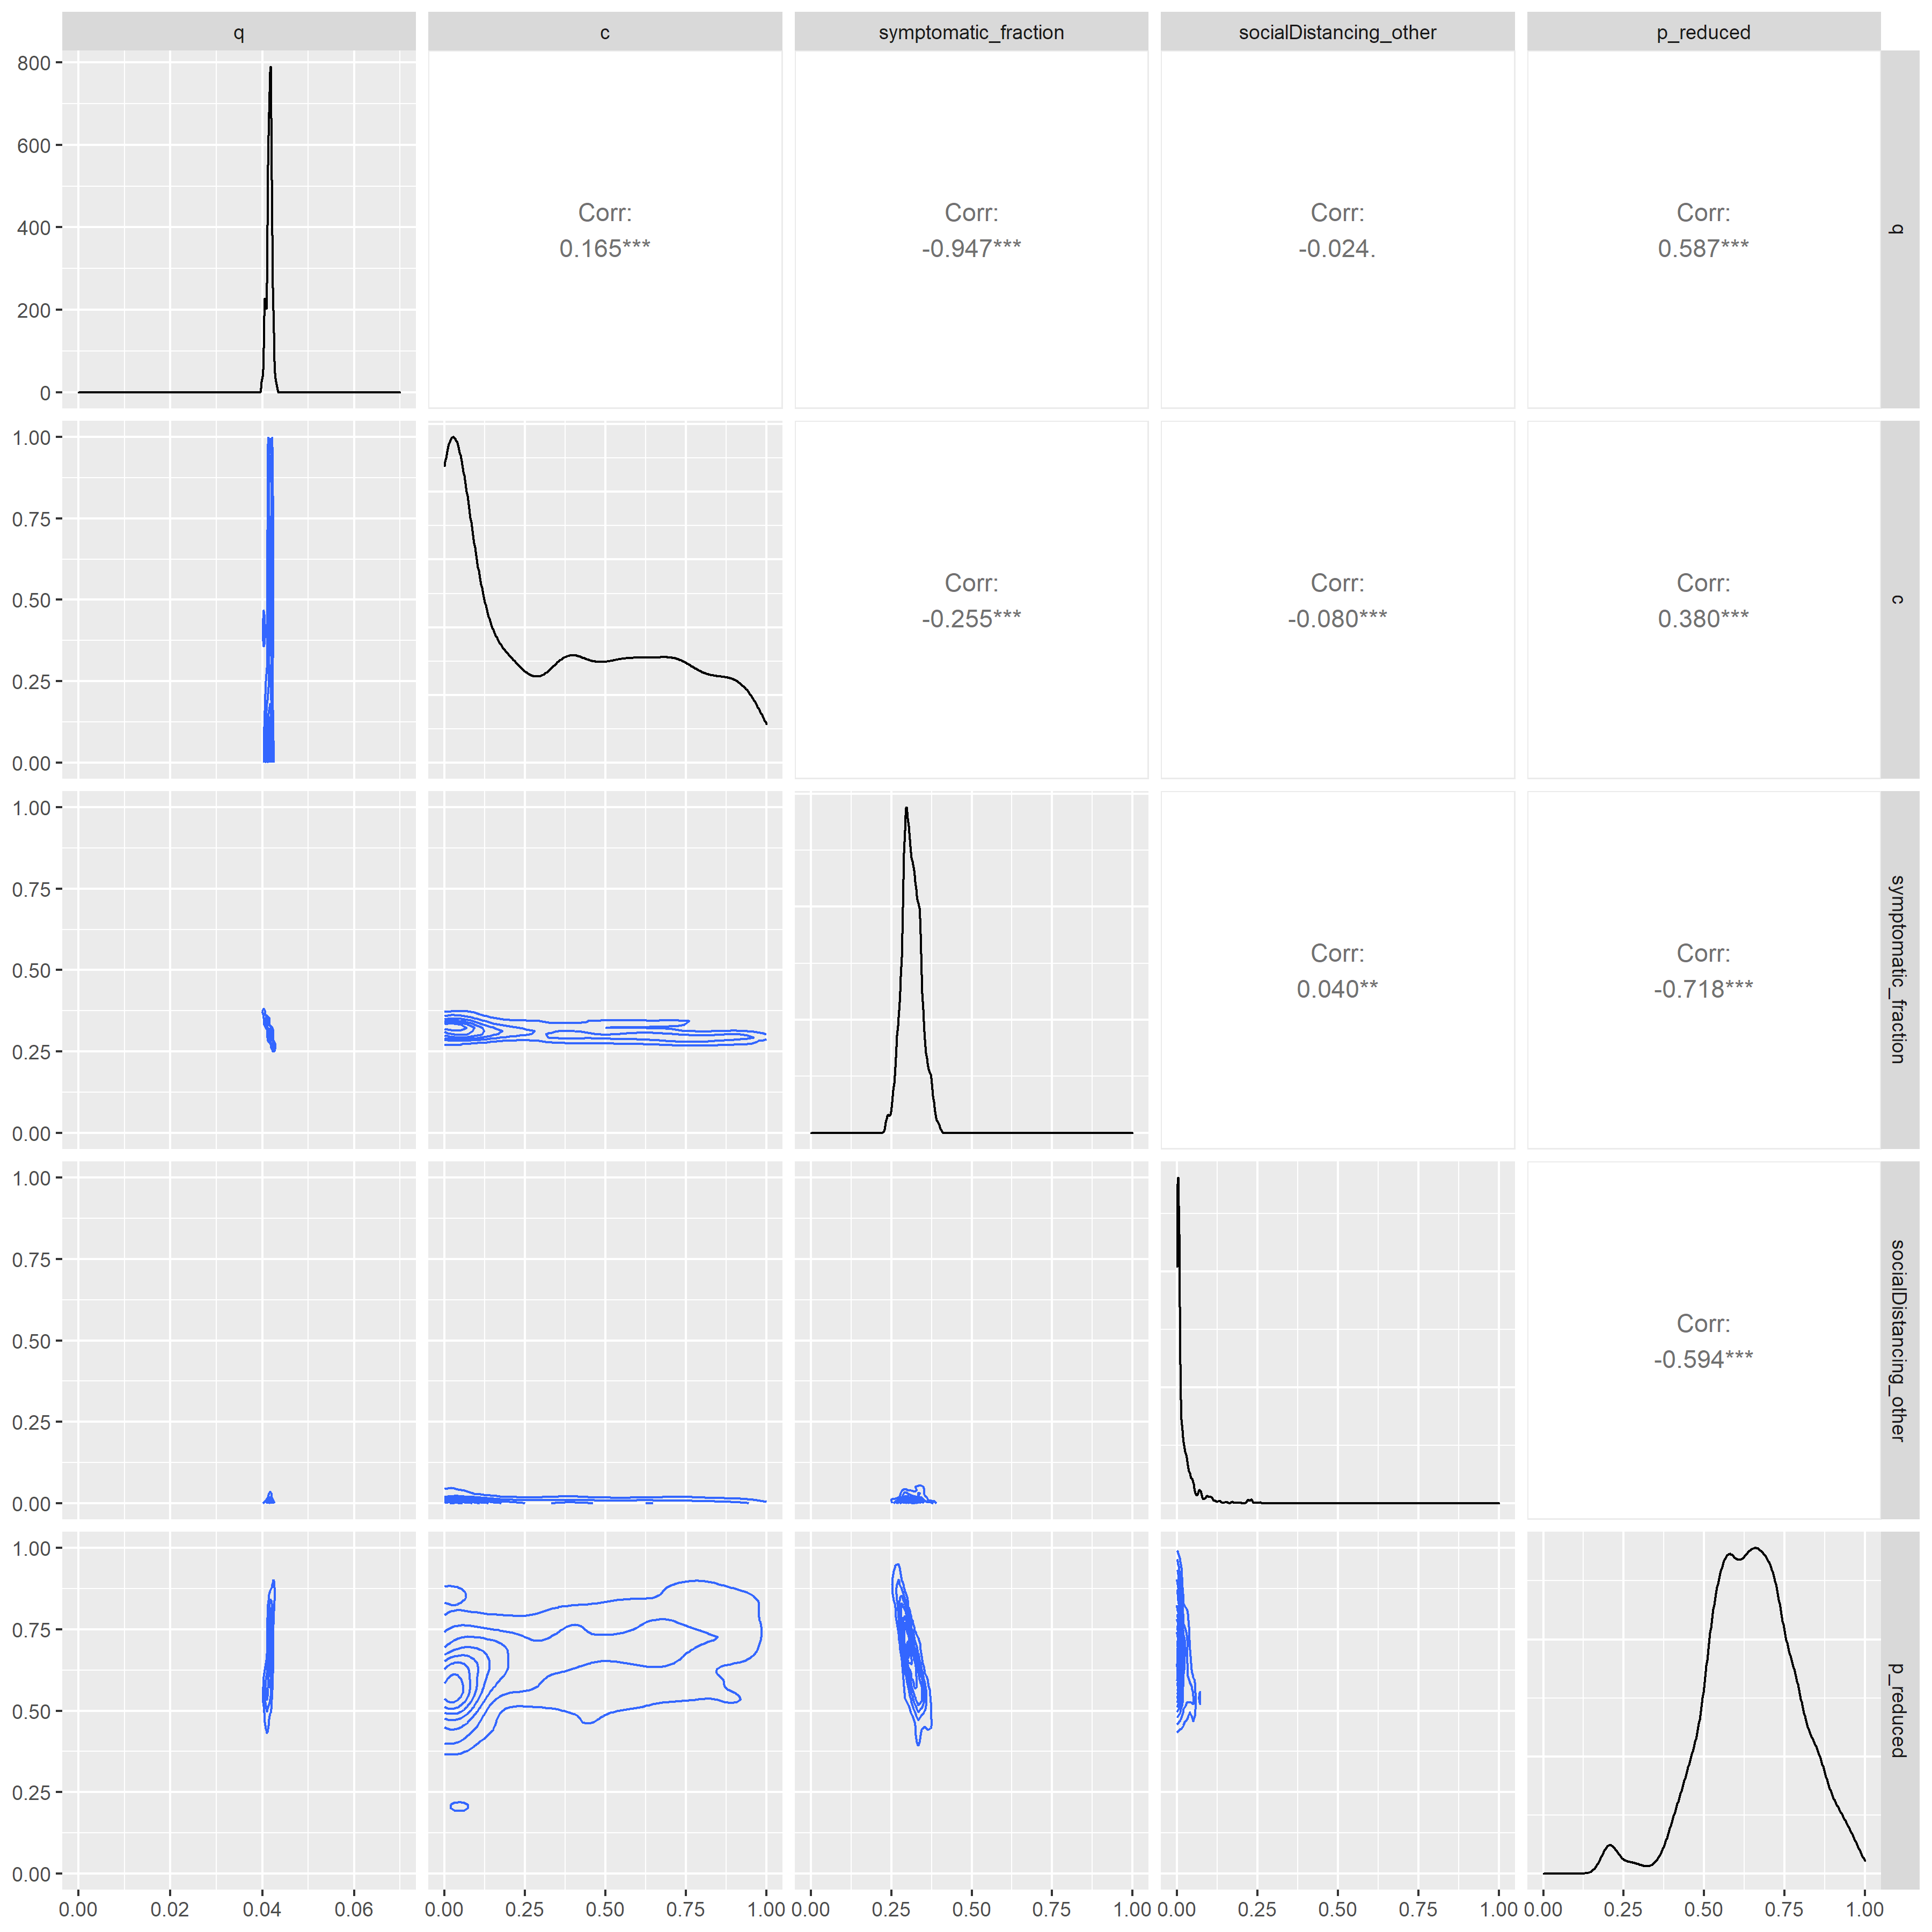 q
c
symptomatic_fraction
socialDistancing_other
p_reduced
800
600
400
200
0
Corr:
0.165***
Corr:
-0.947***
Corr:
-0.024.
Corr:
0.587***
q
1.00
0.75
0.50
0.25
0.00
Corr:
-0.255***
Corr:
-0.080***
Corr:
0.380***
c
1.00
0.75
0.50
0.25
0.00
Corr:
0.040**
Corr:
-0.718***
symptomatic_fraction
1.00
0.75
0.50
0.25
0.00
Corr:
-0.594***
socialDistancing_other
1.00
0.75
0.50
0.25
0.00
p_reduced
0.00 0.02 0.04 0.06
0.00 0.25 0.50 0.75 1.00
0.00 0.25 0.50 0.75 1.00
0.00 0.25 0.50 0.75 1.00
0.00 0.25 0.50 0.75 1.00